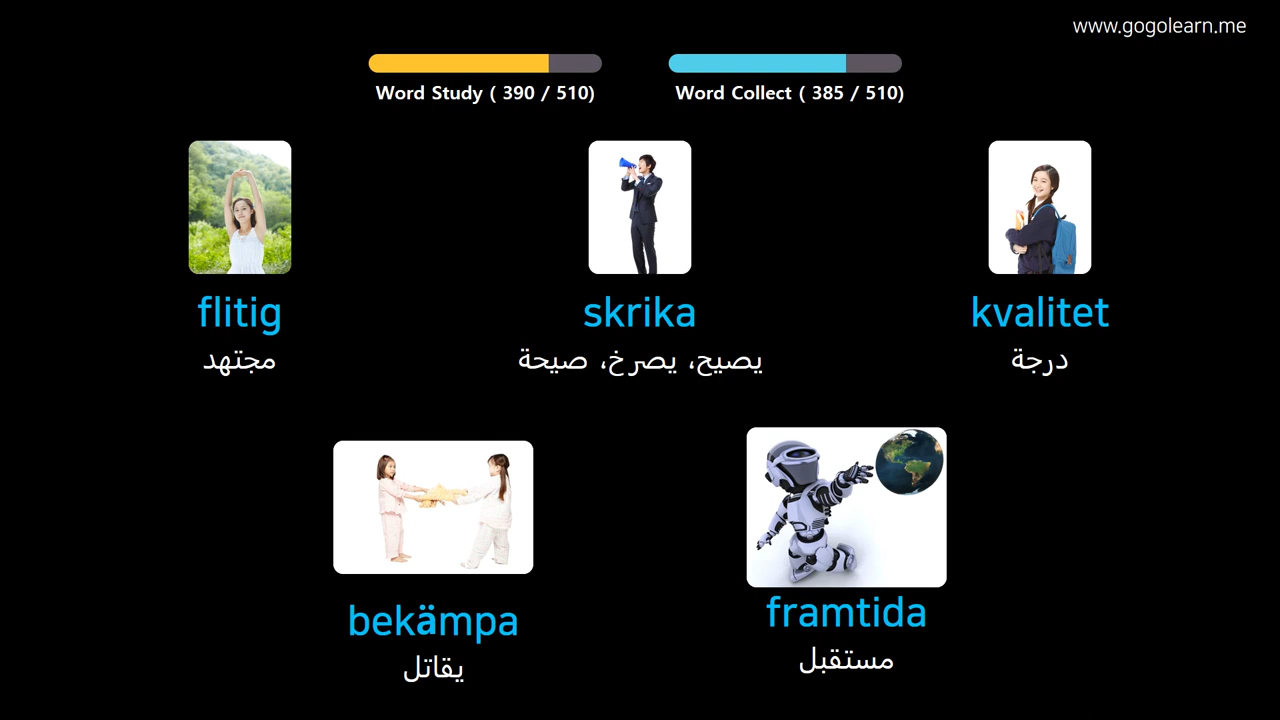 www.gogolearn.me
Word Study ( 390 / 510)
Word Collect ( 385 / 510)
flitig
مجتهد
skrika
يصيح، يصرخ، صيحة
kvalitet
درجة
bekämpa
يقاتل
framtida
مستقبل